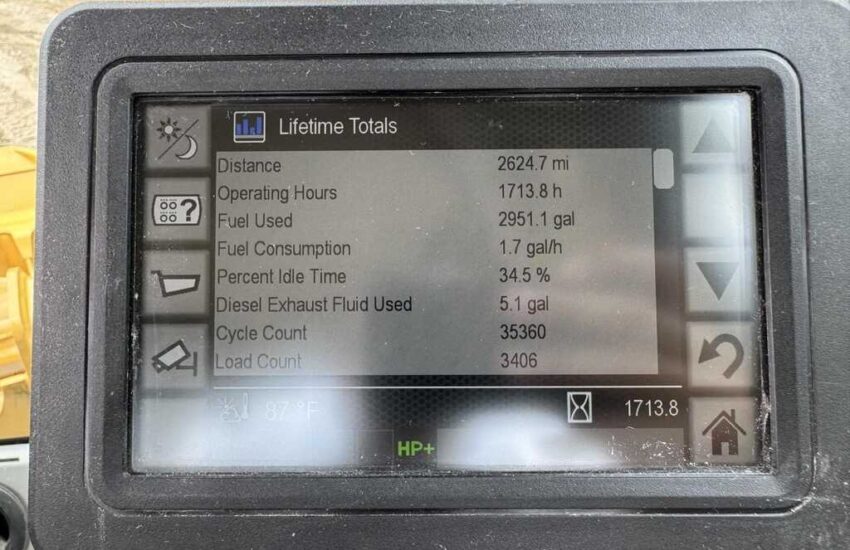 Lifetime Totals
Distance 2624.7 mi
Operating Hours 1713.8 h
Fuel Used 2951.1 gal
Fuel Consumption 1.7 gal/h
Percent Idle Time 34.5 %
Diesel Exhaust Fluid Used 5.1 gal
Cycle Count 35360
Load Count 3406
87 °F 1713.8
HP+